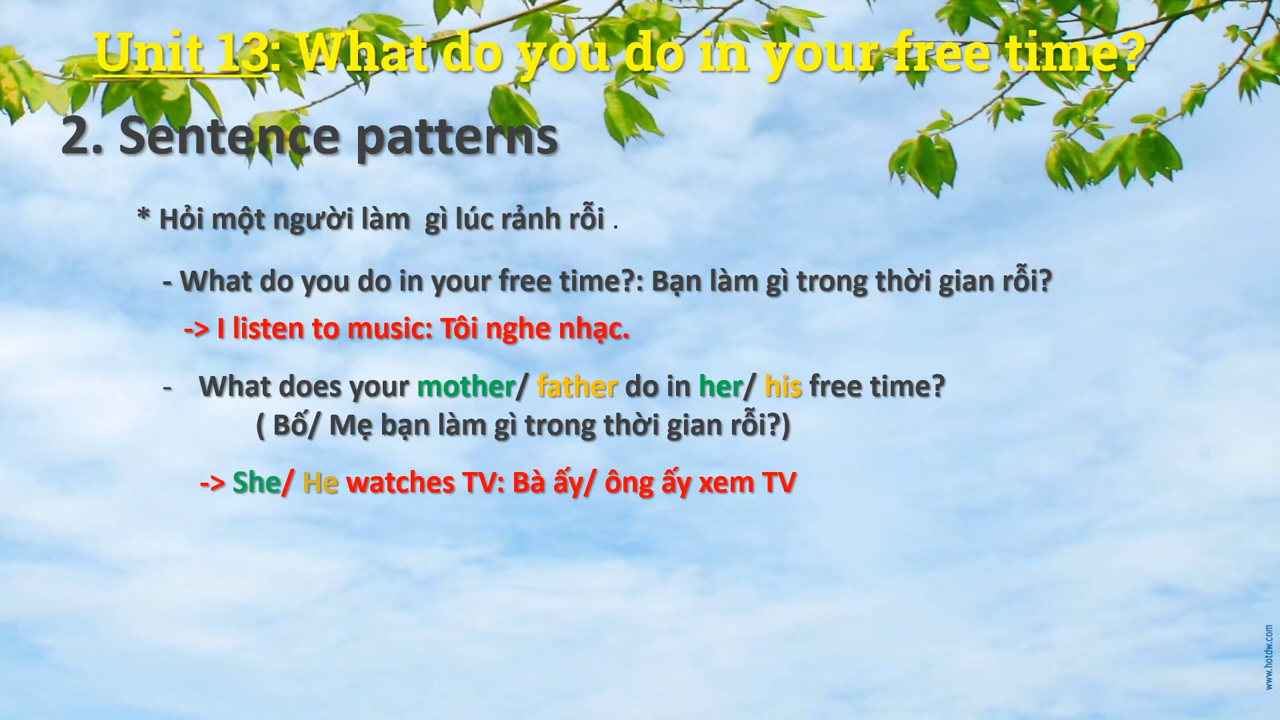 Unit 13: What do you do in your free time?
2. Sentence patterns
* Hỏi một người làm gì lúc rảnh rỗi .
- What do you do in your free time?: Bạn làm gì trong thời gian rỗi?
-> I listen to music: Tôi nghe nhạc.
- What does your mother/ father do in her/ his free time?
( Bố/ Mẹ bạn làm gì trong thời gian rỗi?)
-> She/ He watches TV: Bà ấy/ ông ấy xem TV
www.hotdw.com